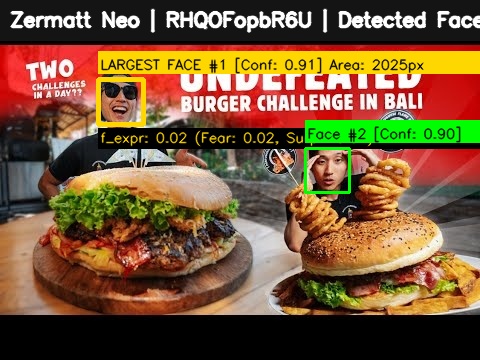 Zermatt Neo | RHQOFopbR6U | Detected Face
LARGEST FACE #1 [Conf: 0.91] Area: 2025px
TWO
CHALLENGES
IN A DAY??
UNDEFEATED
BURGER CHALLENGE IN BALI
Face #2 [Conf: 0.90]
f_expr: 0.02 (Fear: 0.02,